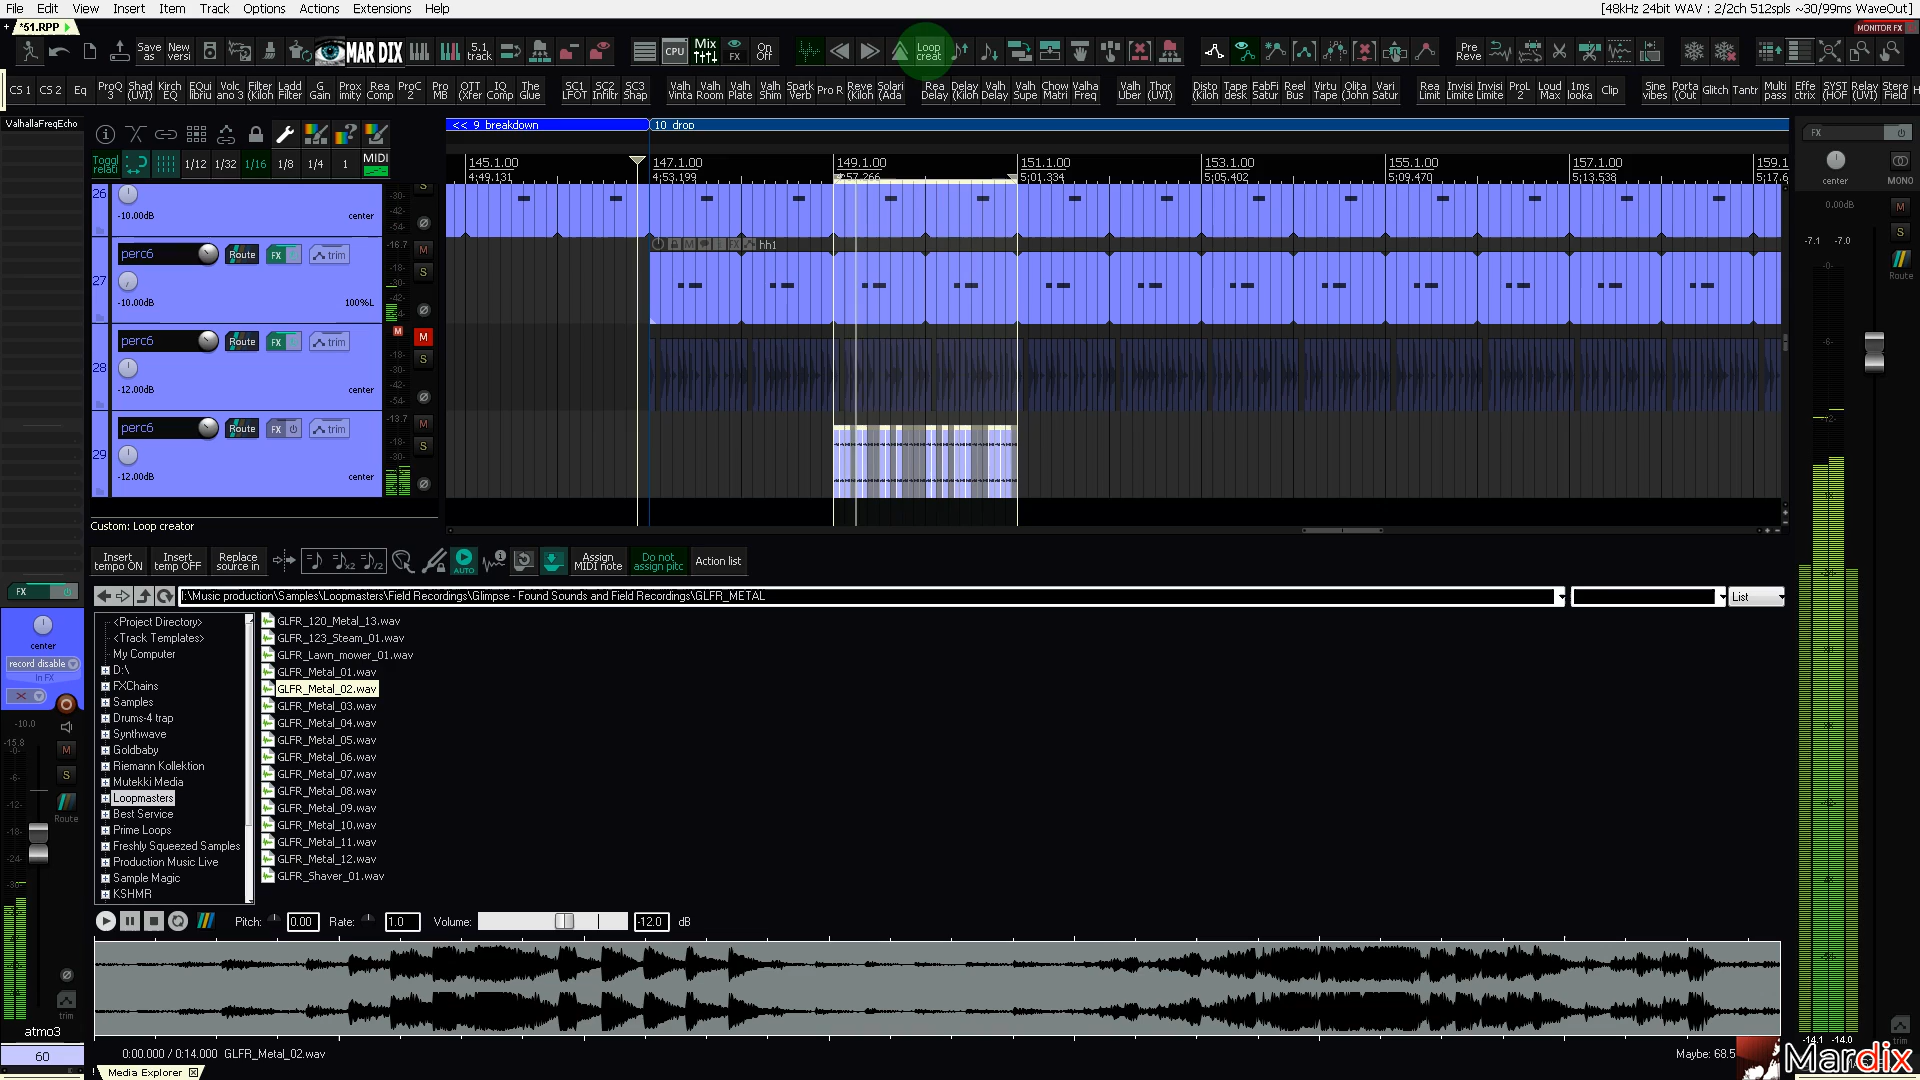 File Edit View Insert Item Track Options Actions Extensions Help
[48kHz 24bit WAV : 2/2ch 512spls ~30/99ms WaveOut]
*51.RPP
MONITOR FX
Save as
New versi
MAR DIX
5.1 track
CPU
Mix
FX
On Off
Loop creat
Pre Reve
CS 1
CS 2
Eq
ProQ 3
Shad (UVI)
Kirch EQ
EQui libriu
Volc ano 3
Filter (Kiloh
Ladd Filter
G Gain
Prox imity
Rea Comp
ProC 2
Pro MB
OTT (Xfer
IQ Comp
The Glue
SC1 LFOT
SC2 Infiltr
SC3 Shap
Valh Vinta
Valh Room
Valh Plate
Valh Shim
Spark Verb
Pro R
Reve (Kiloh
Solari (Ada
Rea Delay
Delay (Kiloh
Valh Delay
Valh Supe
Chow Matri
Valha Freq
Valh Uber
Thor (UVI)
Disto (Kiloh
Tape desk
FabFi Satur
Reel Bus
Virtu Tape
Olita (John
Vari Satur
Rea Limit
Invisi Limite
Invisi Limite
ProL 2
Loud Max
1ms looka
Clip
Sine vibes
Porta (Out
Glitch
Tantr
Multi pass
Effe ctrix
SYST (HOF
Relay (UVI)
Stere Field
ValhallaFreqEcho
<< 9 breakdown
10 drop
FX
Toggl relati
1/12 1/32 1/16 1/8 1/4 1
MIDI
145.1.00 147.1.00 149.1.00 151.1.00 153.1.00 155.1.00 157.1.00 159.1
4:49.131 4:53.199 4:57.266 5:01.334 5:05.402 5:09.470 5:13.538 5:17.6
center
MONO
26
-10.00dB
center
0.00dB
-7.1 -7.0
hh1
perc6
Route
FX
trim
27
-10.00dB
100%L
perc6
Route
FX
trim
28
-12.00dB
center
perc6
Route
FX
trim
29
-12.00dB
center
Custom: Loop creator
Insert tempo ON
Insert temp OFF
Replace source in
AUTO
Assign MIDI note
Do not assign pitc
Action list
FX
I:\Music production\Samples\Loopmasters\Field Recordings\Glimpse - Found Sounds and Field Recordings\GLFR_METAL
List
center
record disable
In FX
<Project Directory>
<Track Templates>
My Computer
D:\
FXChains
Samples
Drums-4 trap
Synthwave
Goldbaby
Riemann Kollektion
Mutekki Media
Loopmasters
Best Service
Prime Loops
Freshly Squeezed Samples
Production Music Live
Sample Magic
KSHMR
GLFR_120_Metal_13.wav
GLFR_123_Steam_01.wav
GLFR_Lawn_mower_01.wav
GLFR_Metal_01.wav
GLFR_Metal_02.wav
GLFR_Metal_03.wav
GLFR_Metal_04.wav
GLFR_Metal_05.wav
GLFR_Metal_06.wav
GLFR_Metal_07.wav
GLFR_Metal_08.wav
GLFR_Metal_09.wav
GLFR_Metal_10.wav
GLFR_Metal_11.wav
GLFR_Metal_12.wav
GLFR_Shaver_01.wav
-10.0
-15.8
M
S
Route
Pitch: 0.00 Rate: 1.0 Volume: -12.0 dB
trim
atmo3
60
0:00.000 / 0:14.000 GLFR_Metal_02.wav
Maybe: 68.5
-14.1 -14.0
Mardix
Media Explorer